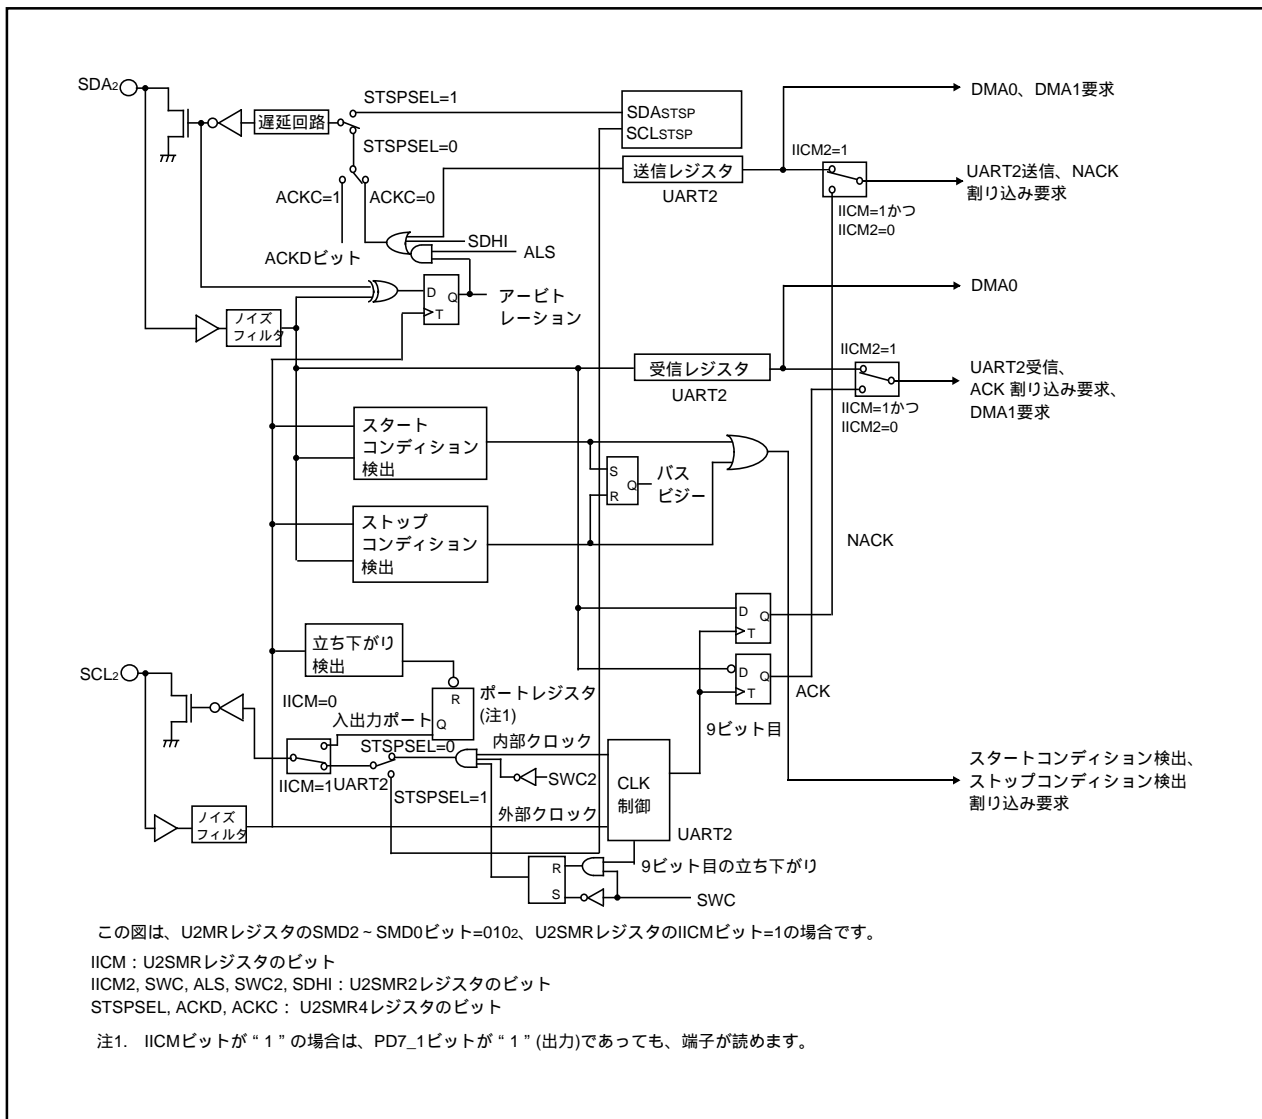 SDA2
STSPSEL=1
遅延回路
STSPSEL=0
SDASTSP
SCLSTSP
DMA0、DMA1要求
IICM2=1
送信レジスタ
UART2
UART2送信、NACK
割り込み要求
IICM=1かつ
IICM2=0
ACKC=1
ACKC=0
ACKDビット
SDHI
ALS
D
Q
T
アービト
レーション
ノイズ
フィルタ
DMA0
IICM2=1
受信レジスタ
UART2
UART2受信、
ACK 割り込み要求、
DMA1要求
IICM=1かつ
IICM2=0
スタート
コンディション
検出
S
Q
R
バス
ビジー
ストップ
コンディション
検出
NACK
D
Q
T
立ち下がり
検出
SCL2
D
Q
T
ACK
9ビット目
IICM=0
R
Q
ポートレジスタ
(注1)
入出力ポート
STSPSEL=0
内部クロック
IICM=1
UART2
STSPSEL=1
SWC2
CLK
制御
外部クロック
UART2
ノイズ
フィルタ
スタートコンディション検出、
ストップコンディション検出
割り込み要求
R
S
9ビット目の立ち下がり
SWC
この図は、U2MRレジスタのSMD2~SMD0ビット=0102、U2SMRレジスタのIICMビット=1の場合です。
IICM : U2SMRレジスタのビット
IICM2, SWC, ALS, SWC2, SDHI : U2SMR2レジスタのビット
STSPSEL, ACKD, ACKC : U2SMR4レジスタのビット
注1. IICMビットが“1”の場合は、PD7_1ビットが“1”(出力)であっても、端子が読めます。